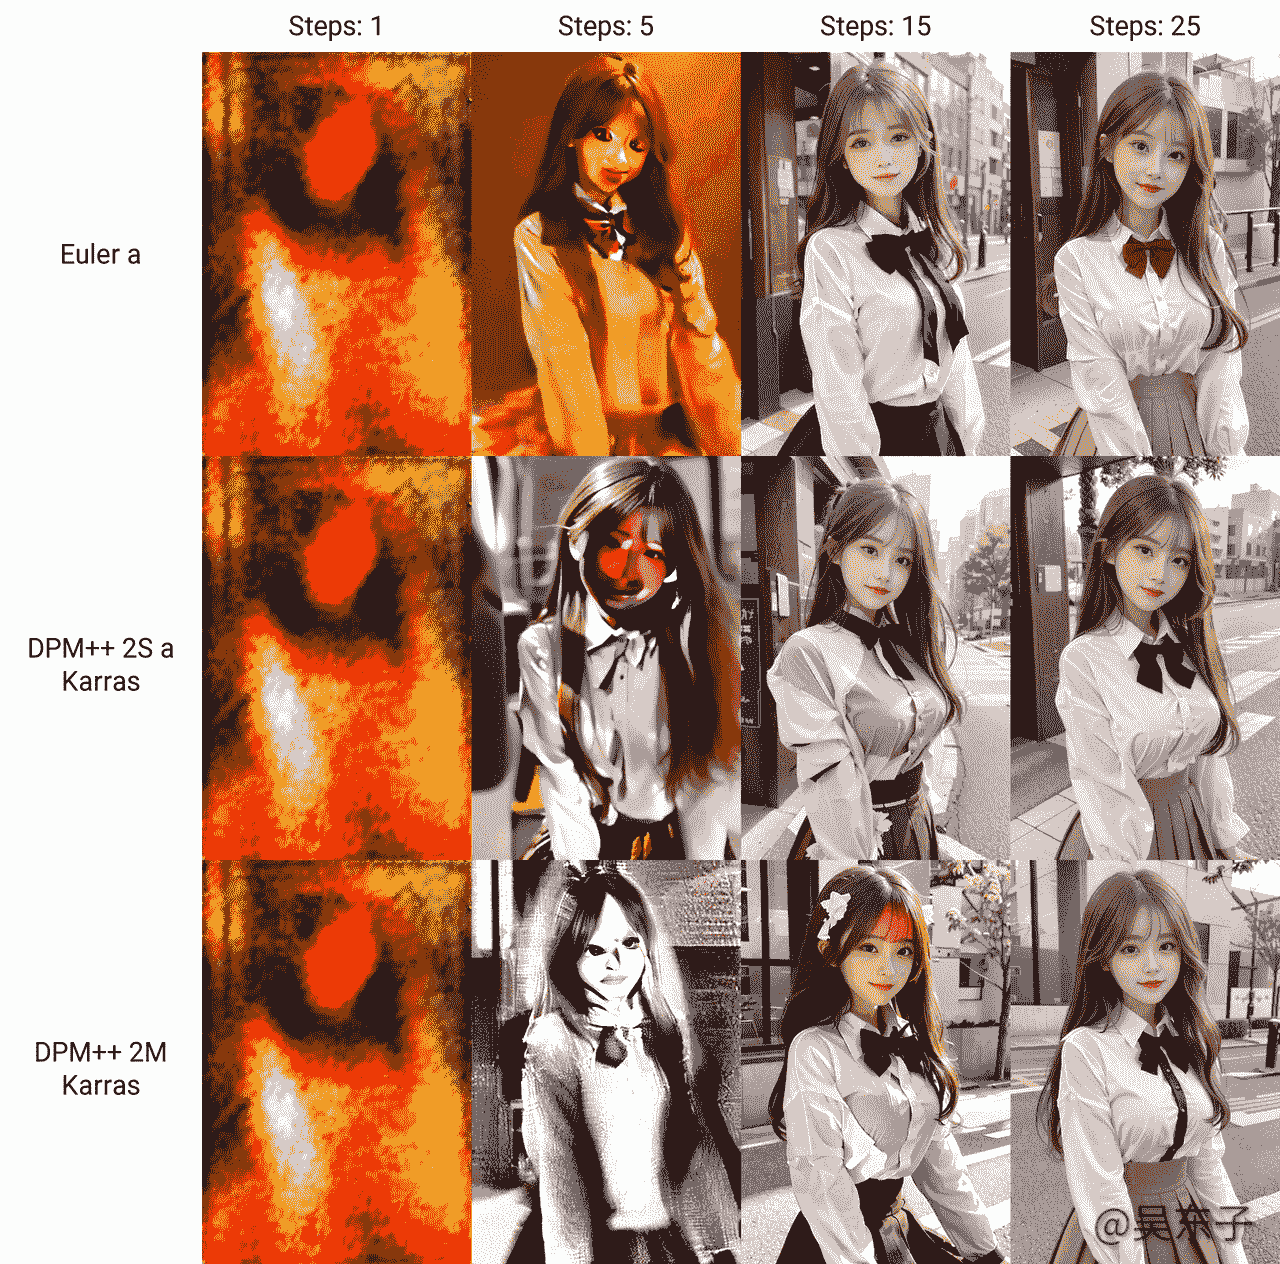 Steps: 1
Steps: 5
Steps: 15
Steps: 25
Euler a
DPM++ 2S a
Karras
DPM++ 2M
Karras
@吴东子